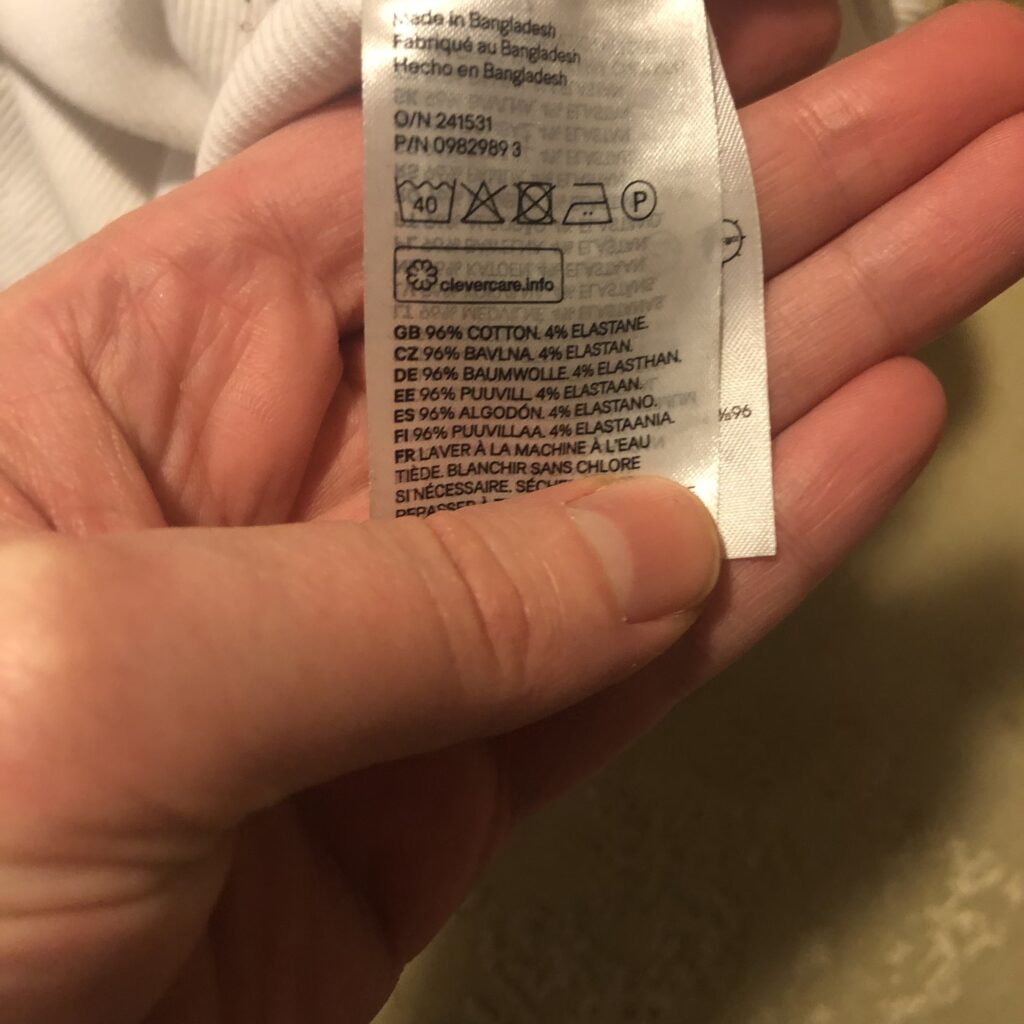 Made in Bangladesh
Fabriqué au Bangladesh
Hecho en Bangladesh
O/N 241531
P/N 0982989 3
40
P
clevercare.info
GB 96% COTTON. 4% ELASTANE.
CZ 96% BAVLNA. 4% ELASTAN.
DE 96% BAUMWOLLE. 4% ELASTHAN.
EE 96% PUUVILL. 4% ELASTAAN.
ES 96% ALGODÓN. 4% ELASTANO.
FI 96% PUUVILLAA. 4% ELASTAANIA.
FR LAVER À LA MACHINE À L'EAU
TIÈDE. BLANCHIR SANS CHLORE
SI NÉCESSAIRE.
REPASSER À
%96